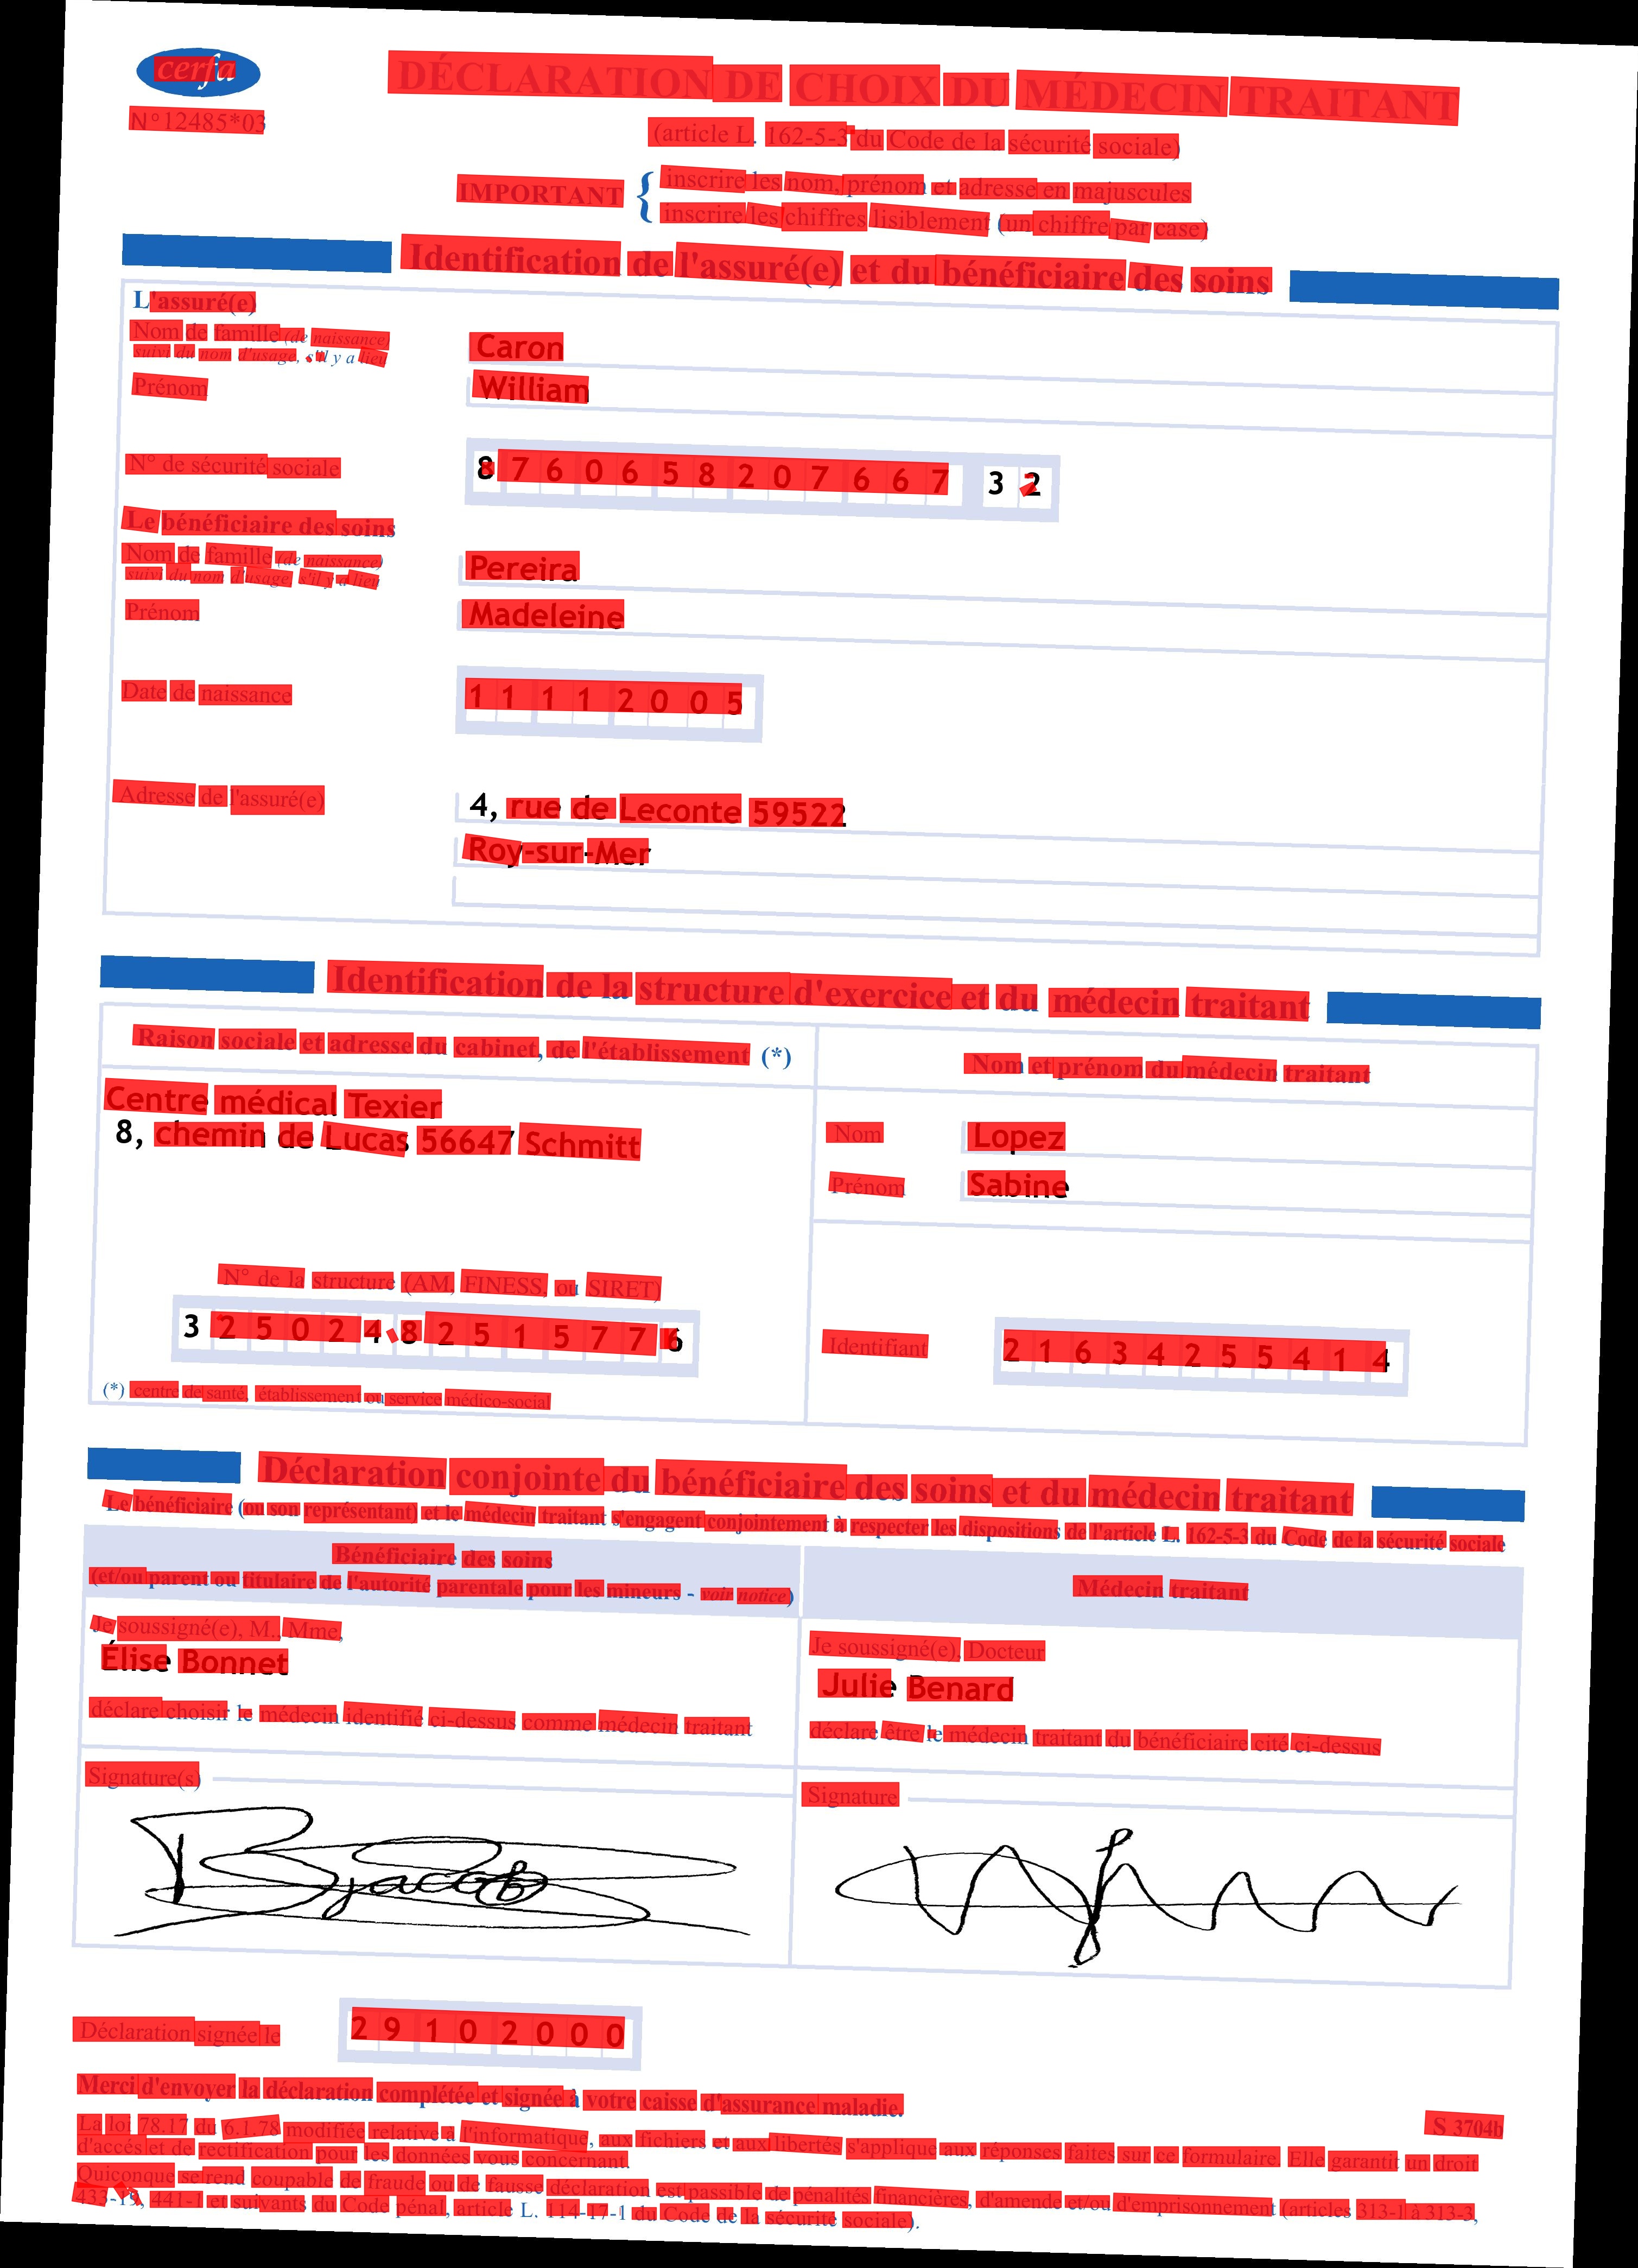 cerfa
N°12485*03
DÉCLARATION DE CHOIX DU MÉDECIN TRAITANT
(article L. 162-5-3 du Code de la sécurité sociale)
IMPORTANT { inscrire les nom, prénom et adresse en majuscules
inscrire les chiffres lisiblement (un chiffre par case)
Identification de l'assuré(e) et du bénéficiaire des soins
L'assuré(e)
Nom de famille (de naissance)
suivi du nom d'usage, s'il y a lieu
Caron
Prénom
William
N° de sécurité sociale
8 7 6 0 6 5 8 2 0 7 6 6 7 3 2
Le bénéficiaire des soins
Nom de famille (de naissance)
suivi du nom d'usage, s'il y a lieu
Pereira
Prénom
Madeleine
Date de naissance
1 1 1 1 2 0 0 5
Adresse de l'assuré(e)
4, rue de Leconte 59522
Roy-sur-Mer
Identification de la structure d'exercice et du médecin traitant
Raison sociale et adresse du cabinet, de l'établissement (*)
Centre médical Texier
8, chemin de Lucas 56647 Schmitt
N° de la structure (AM, FINESS, ou SIRET)
3 2 5 0 2 4 8 2 5 1 5 7 7 6
(*) centre de santé, établissement ou service médico-social
Nom et prénom du médecin traitant
Nom
Lopez
Prénom
Sabine
Identifiant
2 1 6 3 4 2 5 5 4 1 4
Déclaration conjointe du bénéficiaire des soins et du médecin traitant
Le bénéficiaire (ou son représentant) et le médecin traitant s'engagent conjointement à respecter les dispositions de l'article L. 162-5-3 du Code de la sécurité sociale
Bénéficiaire des soins
(et/ou parent ou titulaire de l'autorité parentale pour les mineurs - voir notice)
Je soussigné(e), M., Mme,
Élise Bonnet
déclare choisir le médecin identifié ci-dessus comme médecin traitant
Signature(s)
Médecin traitant
Je soussigné(e), Docteur
Julie Benard
déclare être le médecin traitant du bénéficiaire cité ci-dessus
Signature
Déclaration signée le
2 9 1 0 2 0 0 0
Merci d'envoyer la déclaration complétée et signée à votre caisse d'assurance maladie.
S 3704b
La loi 78.17 du 6.1.78 modifiée relative à l'informatique, aux fichiers et aux libertés s'applique aux réponses faites sur ce formulaire. Elle garantit un droit
d'accés et de rectification pour les données vous concernant.
Quiconque se rend coupable de fraude ou de fausse déclaration est passible de pénalités financières, d'amende et/ou d'emprisonnement (articles 313-1 à 313-3,
433-19, 441-1 et suivants du Code pénal, article L. 114-17-1 du Code de la sécurité sociale).